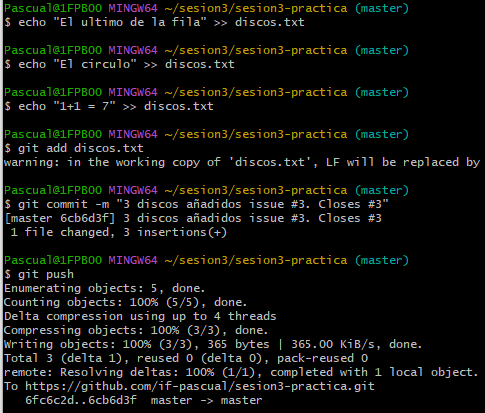 Pascual@1FPB00 MINGW64 ~/sesion3/sesion3-practica (master)
$ echo "El ultimo de la fila" >> discos.txt
Pascual@1FPB00 MINGW64 ~/sesion3/sesion3-practica (master)
$ echo "El circulo" >> discos.txt
Pascual@1FPB00 MINGW64 ~/sesion3/sesion3-practica (master)
$ echo "1+1 = 7" >> discos.txt
Pascual@1FPB00 MINGW64 ~/sesion3/sesion3-practica (master)
$ git add discos.txt
warning: in the working copy of 'discos.txt', LF will be replaced by
Pascual@1FPB00 MINGW64 ~/sesion3/sesion3-practica (master)
$ git commit -m "3 discos añadidos issue #3. Closes #3"
[master 6cb6d3f] 3 discos añadidos issue #3. Closes #3
1 file changed, 3 insertions(+)
Pascual@1FPB00 MINGW64 ~/sesion3/sesion3-practica (master)
$ git push
Enumerating objects: 5, done.
Counting objects: 100% (5/5), done.
Delta compression using up to 4 threads
Compressing objects: 100% (3/3), done.
Writing objects: 100% (3/3), 365 bytes | 365.00 KiB/s, done.
Total 3 (delta 1), reused 0 (delta 0), pack-reused 0
remote: Resolving deltas: 100% (1/1), completed with 1 local object.
To https://github.com/if-pascual/sesion3-practica.git
6fc6c2d..6cb6d3f master -> master